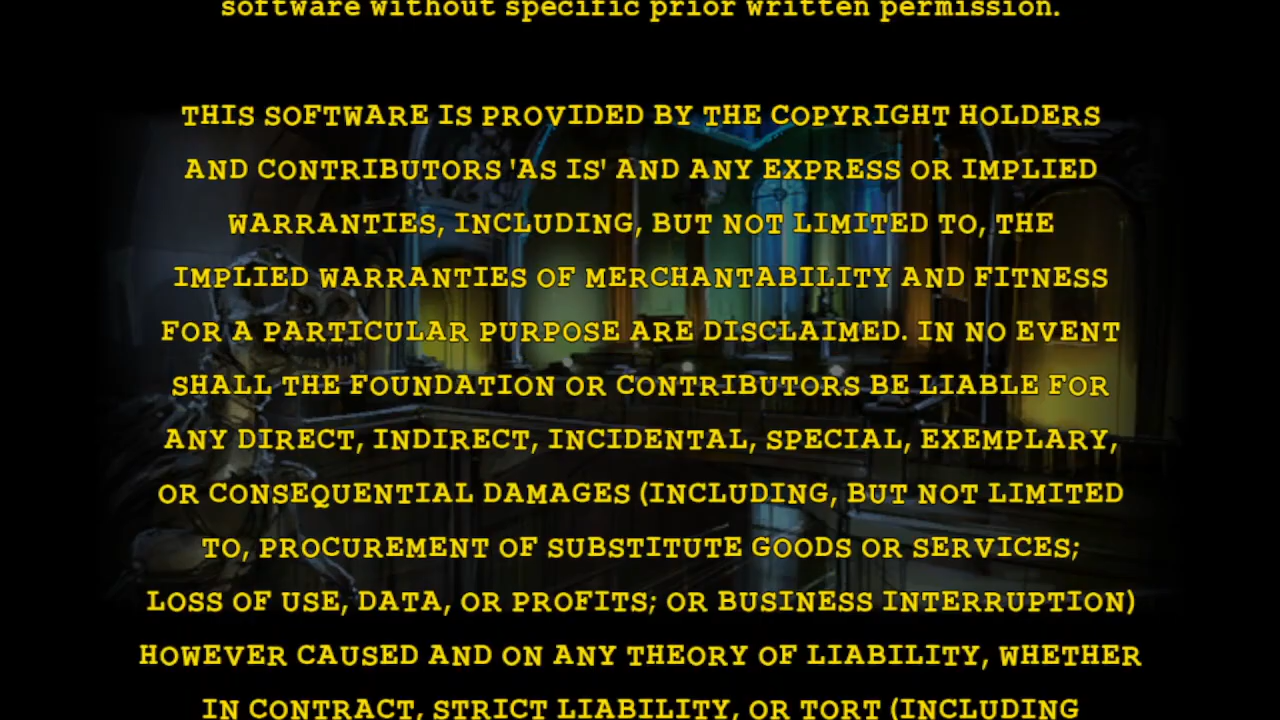 software without specific prior written permission.
THIS SOFTWARE IS PROVIDED BY THE COPYRIGHT HOLDERS
AND CONTRIBUTORS 'AS IS' AND ANY EXPRESS OR IMPLIED
WARRANTIES, INCLUDING, BUT NOT LIMITED TO, THE
IMPLIED WARRANTIES OF MERCHANTABILITY AND FITNESS
FOR A PARTICULAR PURPOSE ARE DISCLAIMED. IN NO EVENT
SHALL THE FOUNDATION OR CONTRIBUTORS BE LIABLE FOR
ANY DIRECT, INDIRECT, INCIDENTAL, SPECIAL, EXEMPLARY,
OR CONSEQUENTIAL DAMAGES (INCLUDING, BUT NOT LIMITED
TO, PROCUREMENT OF SUBSTITUTE GOODS OR SERVICES;
LOSS OF USE, DATA, OR PROFITS; OR BUSINESS INTERRUPTION)
HOWEVER CAUSED AND ON ANY THEORY OF LIABILITY, WHETHER
IN CONTRACT, STRICT LIABILITY, OR TORT (INCLUDING